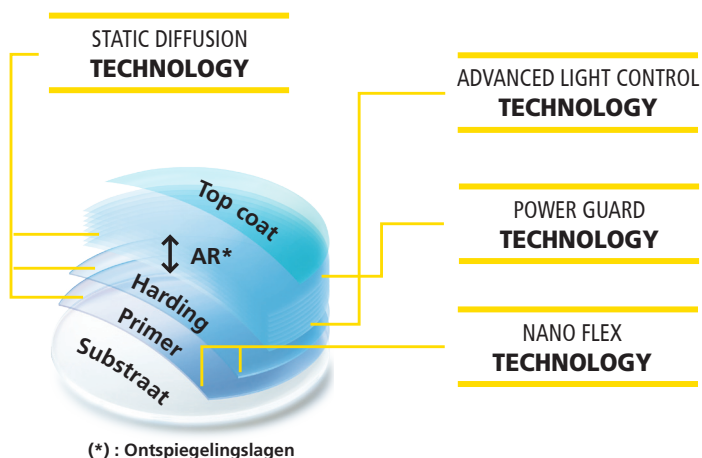 STATIC DIFFUSION
TECHNOLOGY
ADVANCED LIGHT CONTROL
TECHNOLOGY
POWER GUARD
TECHNOLOGY
NANO FLEX
TECHNOLOGY
Top coat
AR*
Harding
Primer
Substraat
(*) : Ontspiegelingslagen